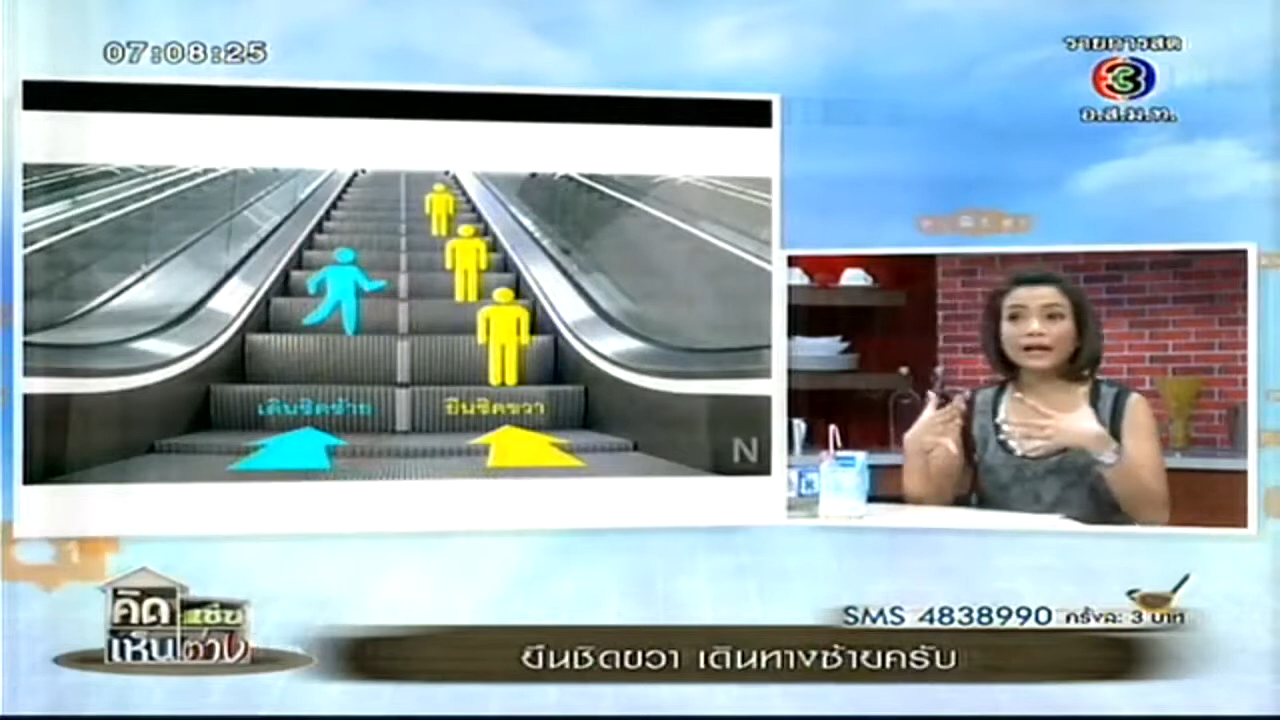 07:08:25
รายการสด
3
อ.ส.ม.ท.
เดินชิดซ้าย
ยืนชิดขวา
N
คิด
เห็น ต่าง
SMS 4838990 ครั้งละ 3 บาท
ยืนชิดขวา เดินทางซ้ายครับ